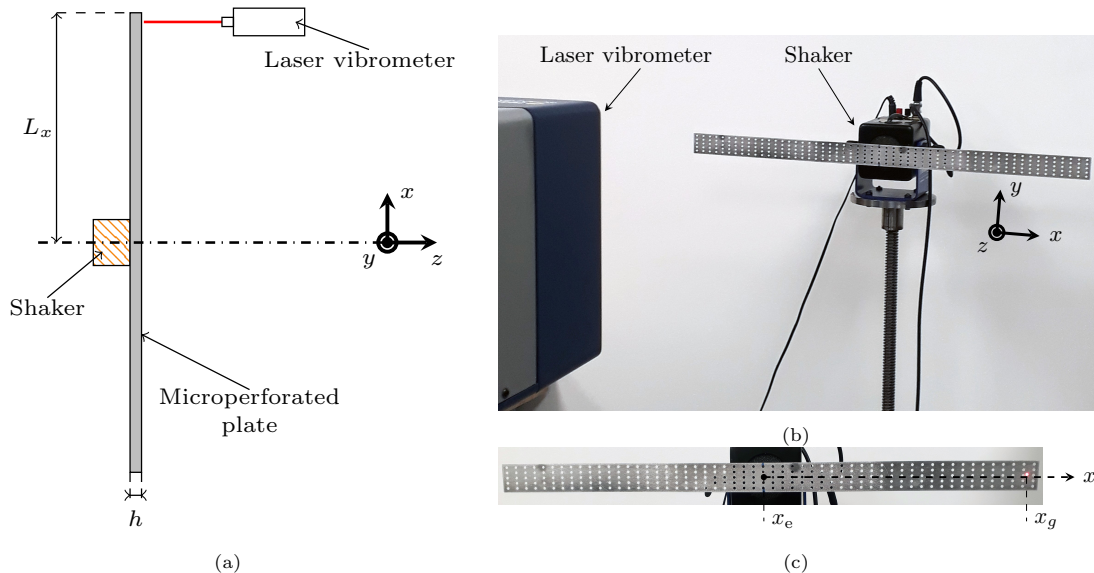 Laser vibrometer
L_x
x
y
z
Shaker
Microperforated
plate
h
(a)
Laser vibrometer
Shaker
y
z
x
(b)
x
x_e
x_g
(c)